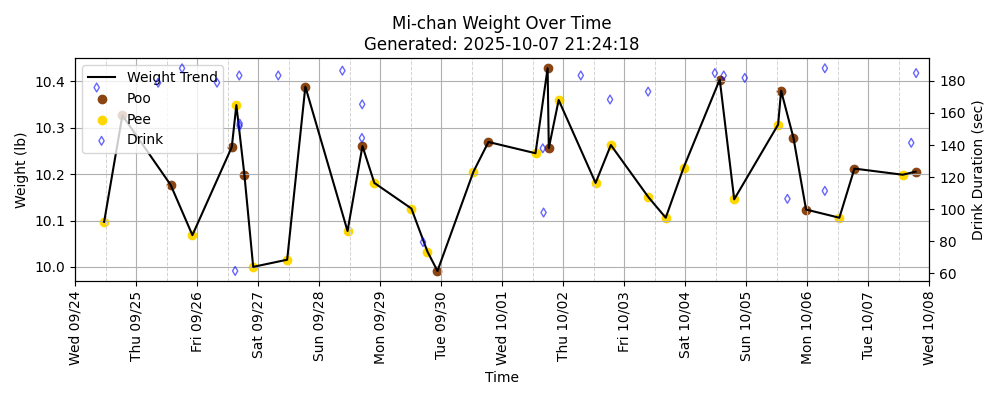 Mi-chan Weight Over Time
Generated: 2025-10-07 21:24:18
Weight Trend
Poo
Pee
Drink
Weight (lb)
10.4
10.3
10.2
10.1
10.0
180
160
140
120
100
80
60
Drink Duration (sec)
Wed 09/24
Thu 09/25
Fri 09/26
Sat 09/27
Sun 09/28
Mon 09/29
Tue 09/30
Wed 10/01
Thu 10/02
Fri 10/03
Sat 10/04
Sun 10/05
Mon 10/06
Tue 10/07
Wed 10/08
Time